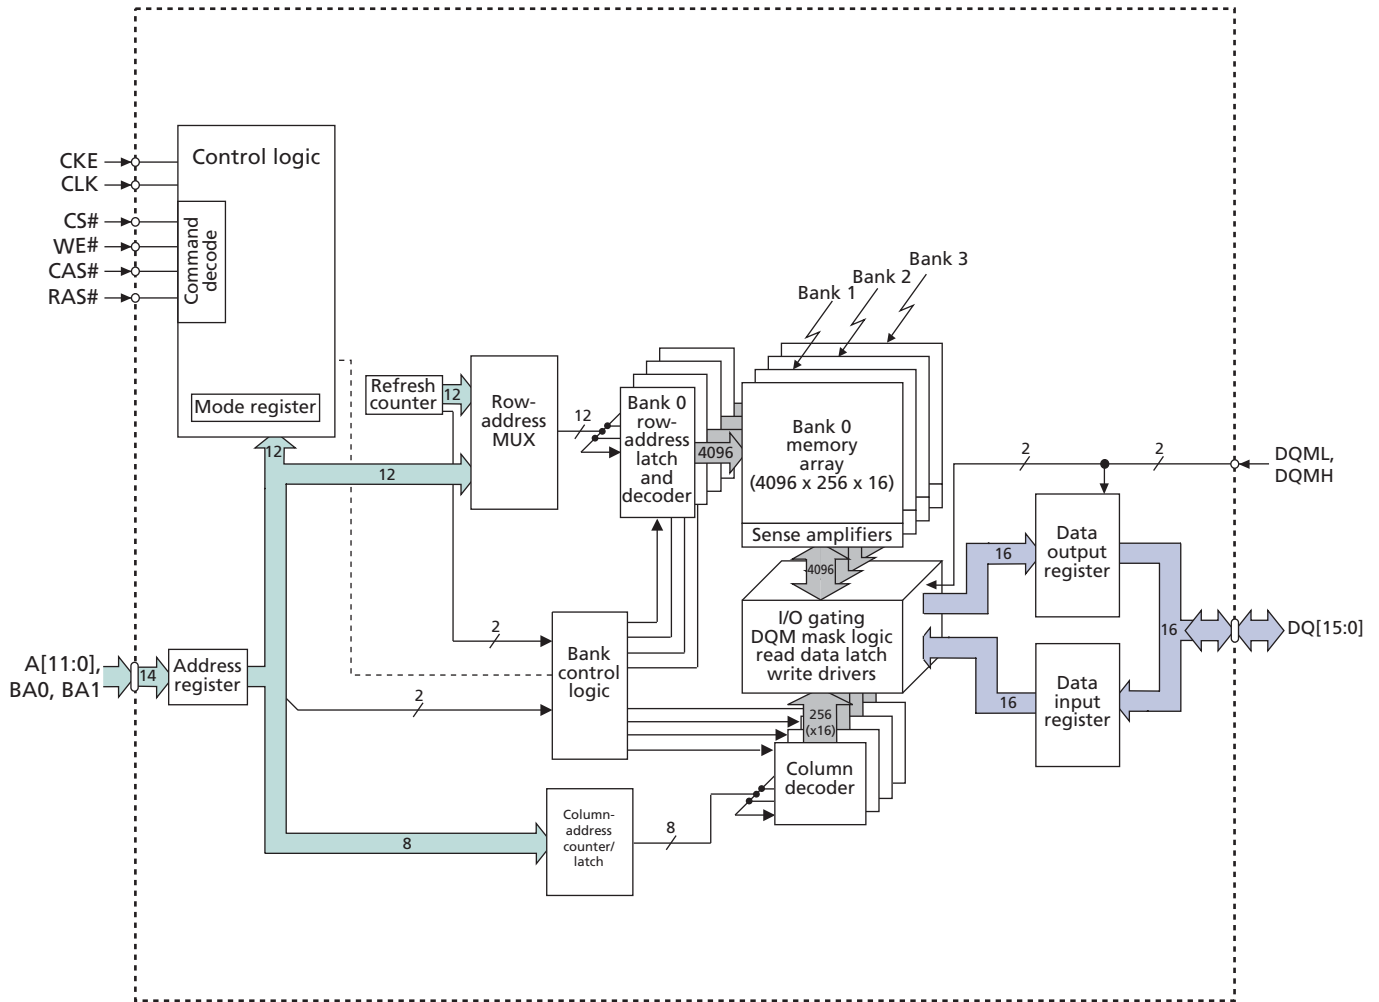 Control logic
CKE
CLK
CS#
WE#
CAS#
RAS#
Command
decode
Mode register
12
Refresh
counter
12
12
Row-
address
MUX
12
Bank 0
row-
address
latch
and
decoder
4096
Bank 1
Bank 2
Bank 3
Bank 0
memory
array
(4096 x 256 x 16)
Sense amplifiers
4096
I/O gating
DQM mask logic
read data latch
write drivers
256
(x16)
Column
decoder
2
2
DQML,
DQMH
16
Data
output
register
16
DQ[15:0]
16
Data
input
register
A[11:0],
BA0, BA1
14
Address
register
2
2
Bank
control
logic
8
Column-
address
counter/
latch
8